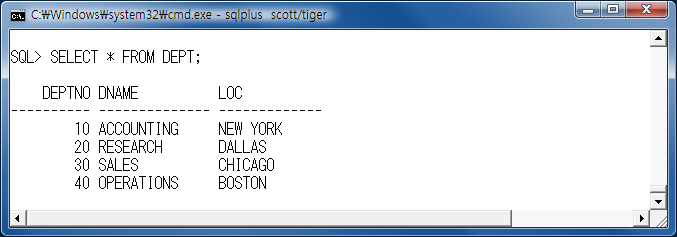 C:₩Windows₩system32₩cmd.exe - sqlplus  scott/tiger
SQL> SELECT * FROM DEPT;
    DEPTNO DNAME          LOC
---------- -------------- -------------
        10 ACCOUNTING     NEW YORK
        20 RESEARCH       DALLAS
        30 SALES          CHICAGO
        40 OPERATIONS     BOSTON